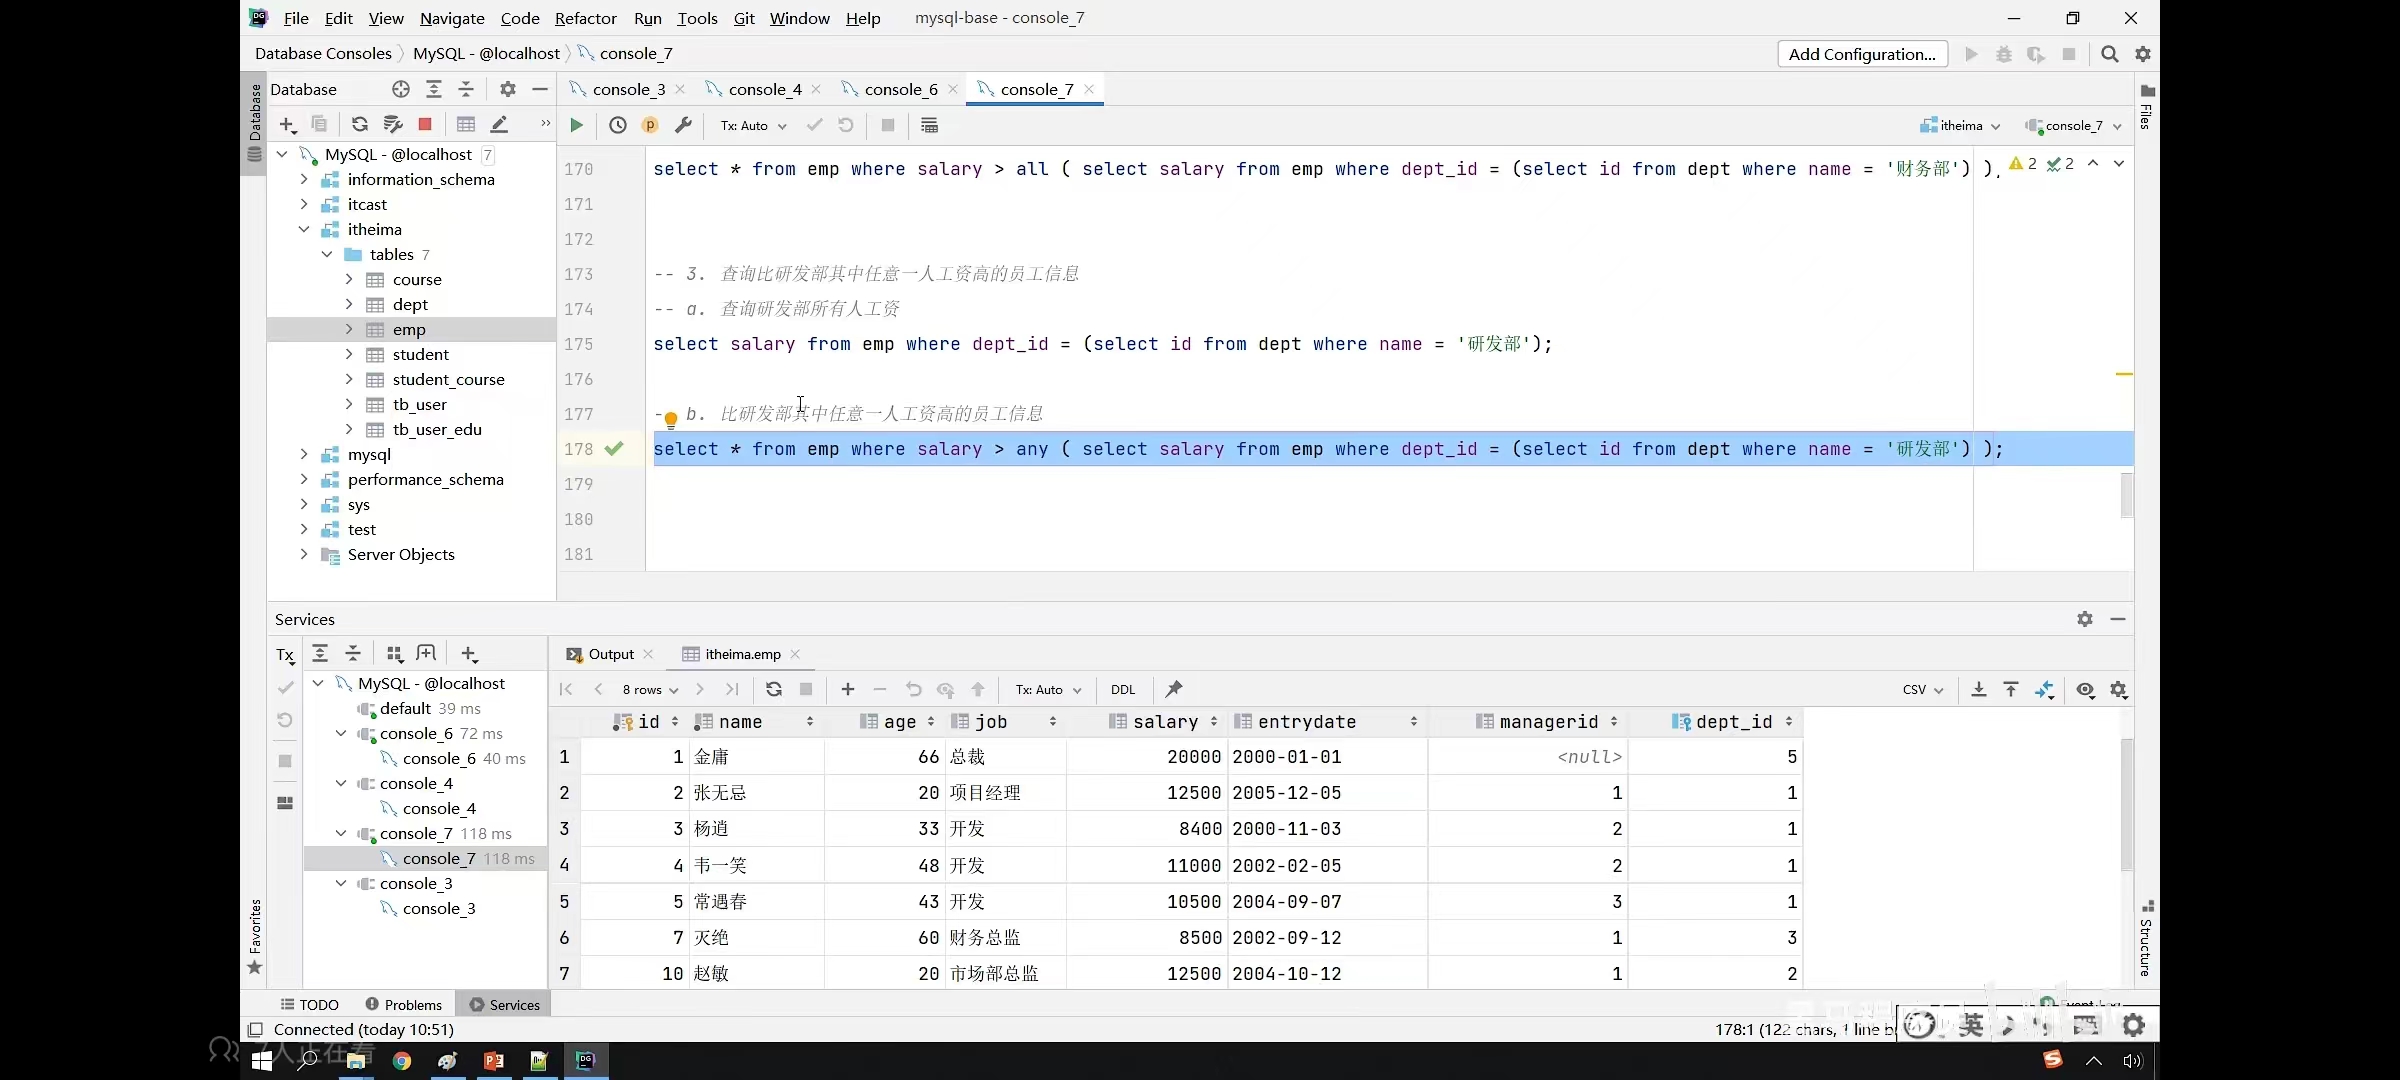 File Edit View Navigate Code Refactor Run Tools Git Window Help mysql-base - console_7
Database Consoles MySQL - @localhost console_7 Add Configuration...
Database
console_3 console_4 console_6 console_7
Tx: Auto itheima console_7
Database
Files
MySQL - @localhost 7
information_schema
itcast
itheima
tables 7
course
dept
emp
student
student_course
tb_user
tb_user_edu
mysql
performance_schema
sys
test
Server Objects
170 select * from emp where salary > all ( select salary from emp where dept_id = (select id from dept where name = '财务部') ) 2 2
171
172
173 -- 3. 查询比研发部其中任意一人工资高的员工信息
174 -- a. 查询研发部所有人工资
175 select salary from emp where dept_id = (select id from dept where name = '研发部');
176
177 - b. 比研发部其中任意一人工资高的员工信息
178 select * from emp where salary > any ( select salary from emp where dept_id = (select id from dept where name = '研发部') );
179
180
181
Services
Tx
MySQL - @localhost
default 39 ms
console_6 72 ms
console_6 40 ms
console_4
console_4
console_7 118 ms
console_7 118 ms
console_3
console_3
Output itheima.emp
8 rows Tx: Auto DDL CSV
id name age job salary entrydate managerid dept_id
1 1 金庸 66 总裁 20000 2000-01-01 <null> 5
2 2 张无忌 20 项目经理 12500 2005-12-05 1 1
3 3 杨逍 33 开发 8400 2000-11-03 2 1
4 4 韦一笑 48 开发 11000 2002-02-05 2 1
5 5 常遇春 43 开发 10500 2004-09-07 3 1
6 7 灭绝 60 财务总监 8500 2002-09-12 1 3
7 10 赵敏 20 市场部总监 12500 2004-10-12 1 2
Favorites
Structure
TODO Problems Services
Connected (today 10:51) 178:1 (122 chars, 1 line b
英
7人正在看